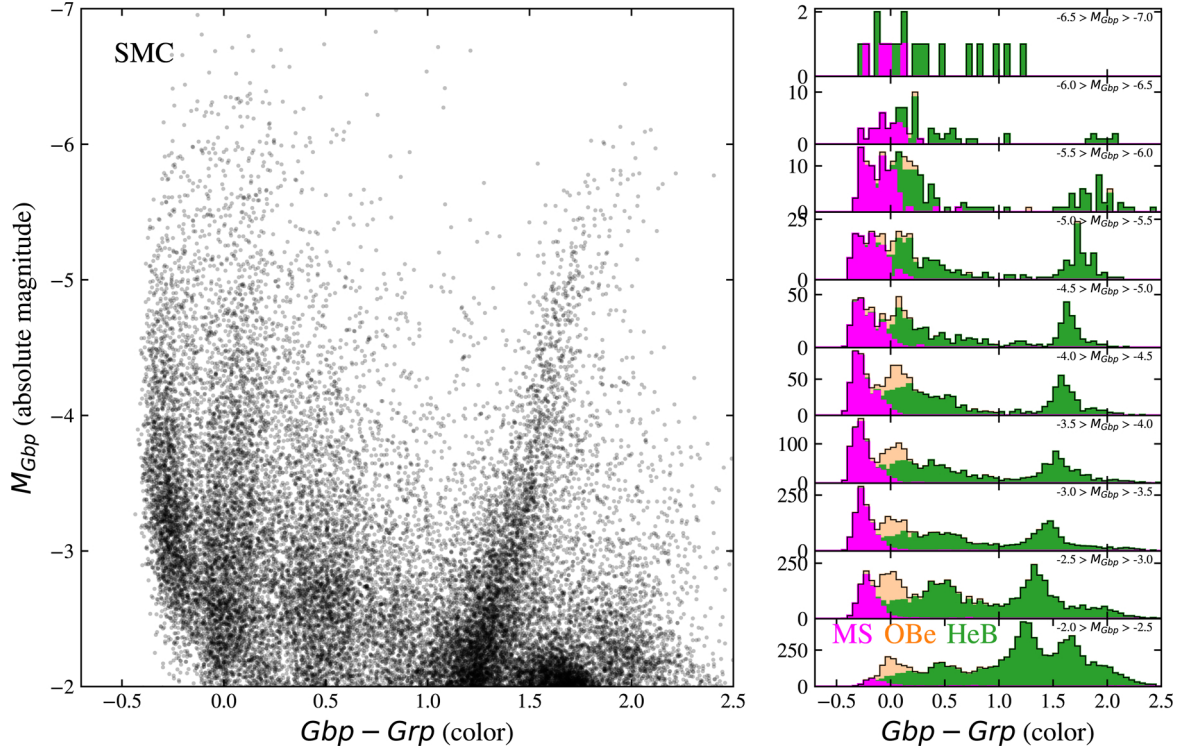 SMC
−7
−6
−5
−4
−3
−2
M_Gbp (absolute magnitude)
−0.5 0.0 0.5 1.0 1.5 2.0 2.5
Gbp − Grp (color)
2
0
-6.5 > M_Gbp > -7.0
10
0
-6.0 > M_Gbp > -6.5
10
0
-5.5 > M_Gbp > -6.0
25
0
-5.0 > M_Gbp > -5.5
50
0
-4.5 > M_Gbp > -5.0
50
0
-4.0 > M_Gbp > -4.5
100
0
-3.5 > M_Gbp > -4.0
250
0
-3.0 > M_Gbp > -3.5
250
0
-2.5 > M_Gbp > -3.0
MS OBe HeB
250
0
-2.0 > M_Gbp > -2.5
−0.5 0.0 0.5 1.0 1.5 2.0 2.5
Gbp − Grp (color)